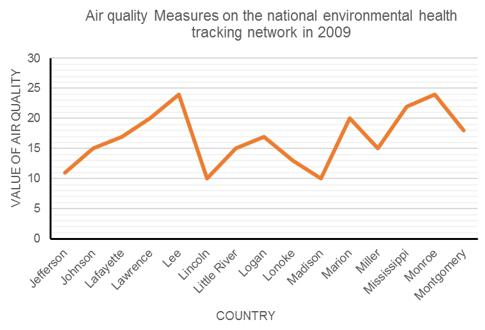 Air quality Measures on the national environmental health
tracking network in 2009
VALUE OF AIR QUALITY
30
25
20
15
10
5
0
Jefferson
Johnson
Lafayette
Lawrence
Lee
Lincoln
Little River
Logan
Lonoke
Madison
Marion
Miller
Mississippi
Monroe
Montgomery
COUNTRY